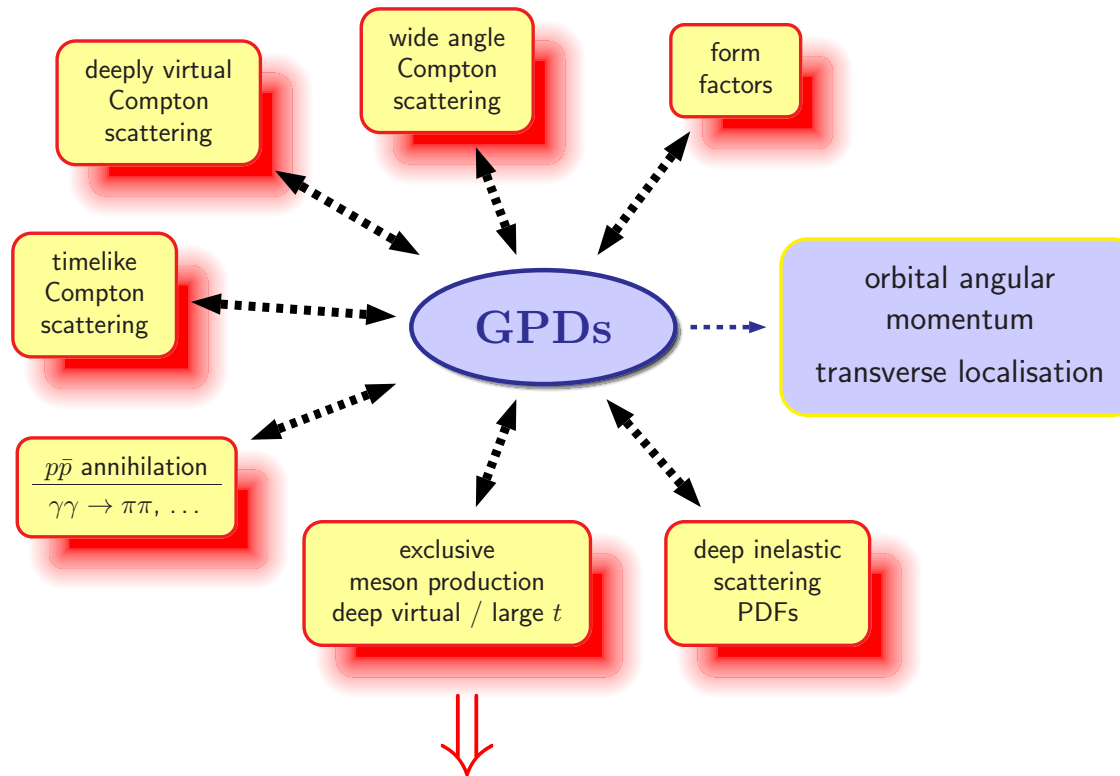 deeply virtual
Compton
scattering
wide angle
Compton
scattering
form
factors
timelike
Compton
scattering
GPDs
orbital angular
momentum
transverse localisation
pp̄ annihilation
γγ → ππ, …
exclusive
meson production
deep virtual / large t
deep inelastic
scattering
PDFs